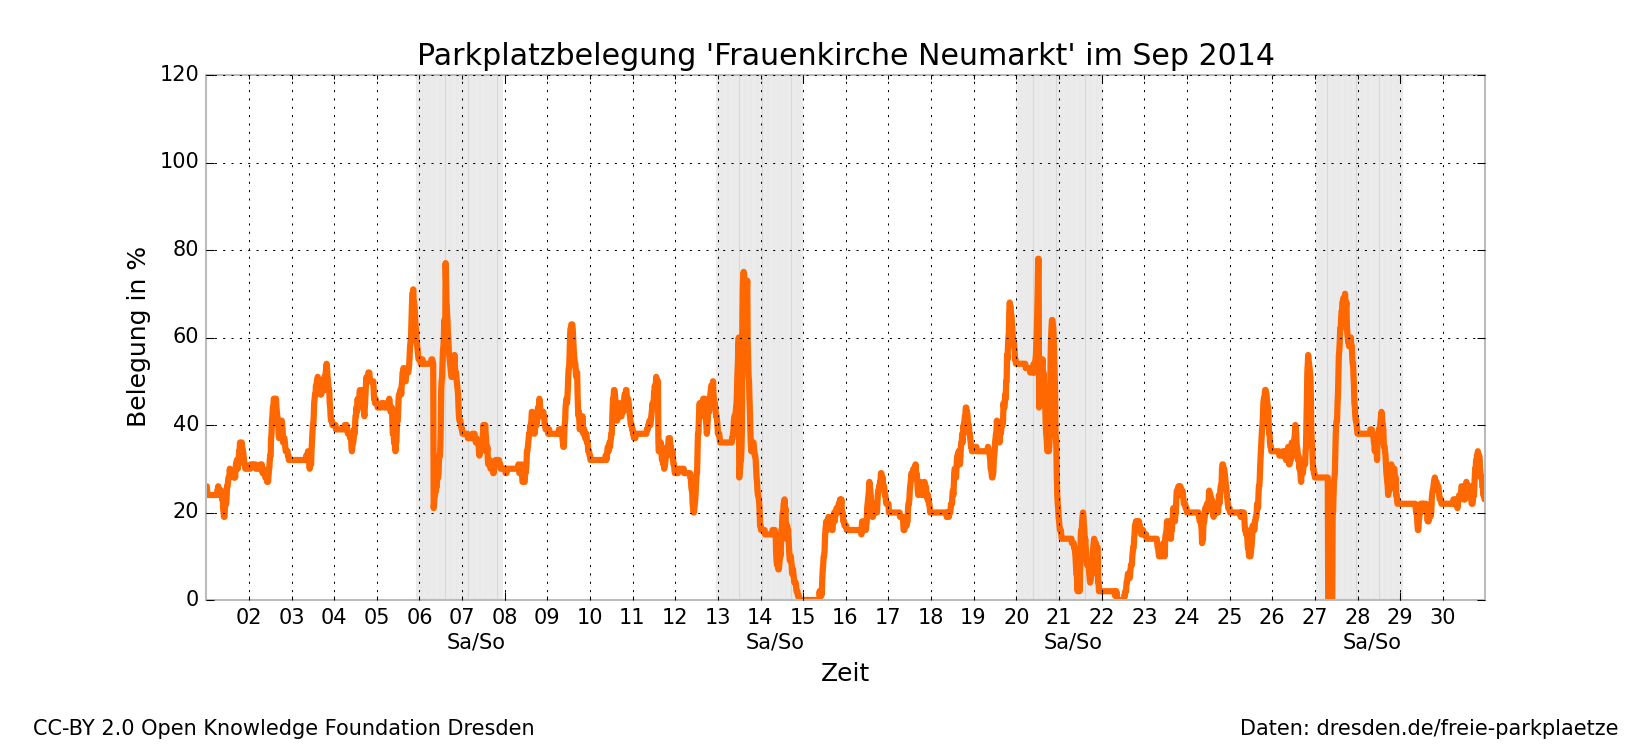 Parkplatzbelegung 'Frauenkirche Neumarkt' im Sep 2014
120
100
80
60
40
20
0
Belegung in %
02 03 04 05 06 07 08 09 10 11 12 13 14 15 16 17 18 19 20 21 22 23 24 25 26 27 28 29 30
Sa/So Sa/So Sa/So Sa/So
Zeit
CC-BY 2.0 Open Knowledge Foundation Dresden
Daten: dresden.de/freie-parkplaetze